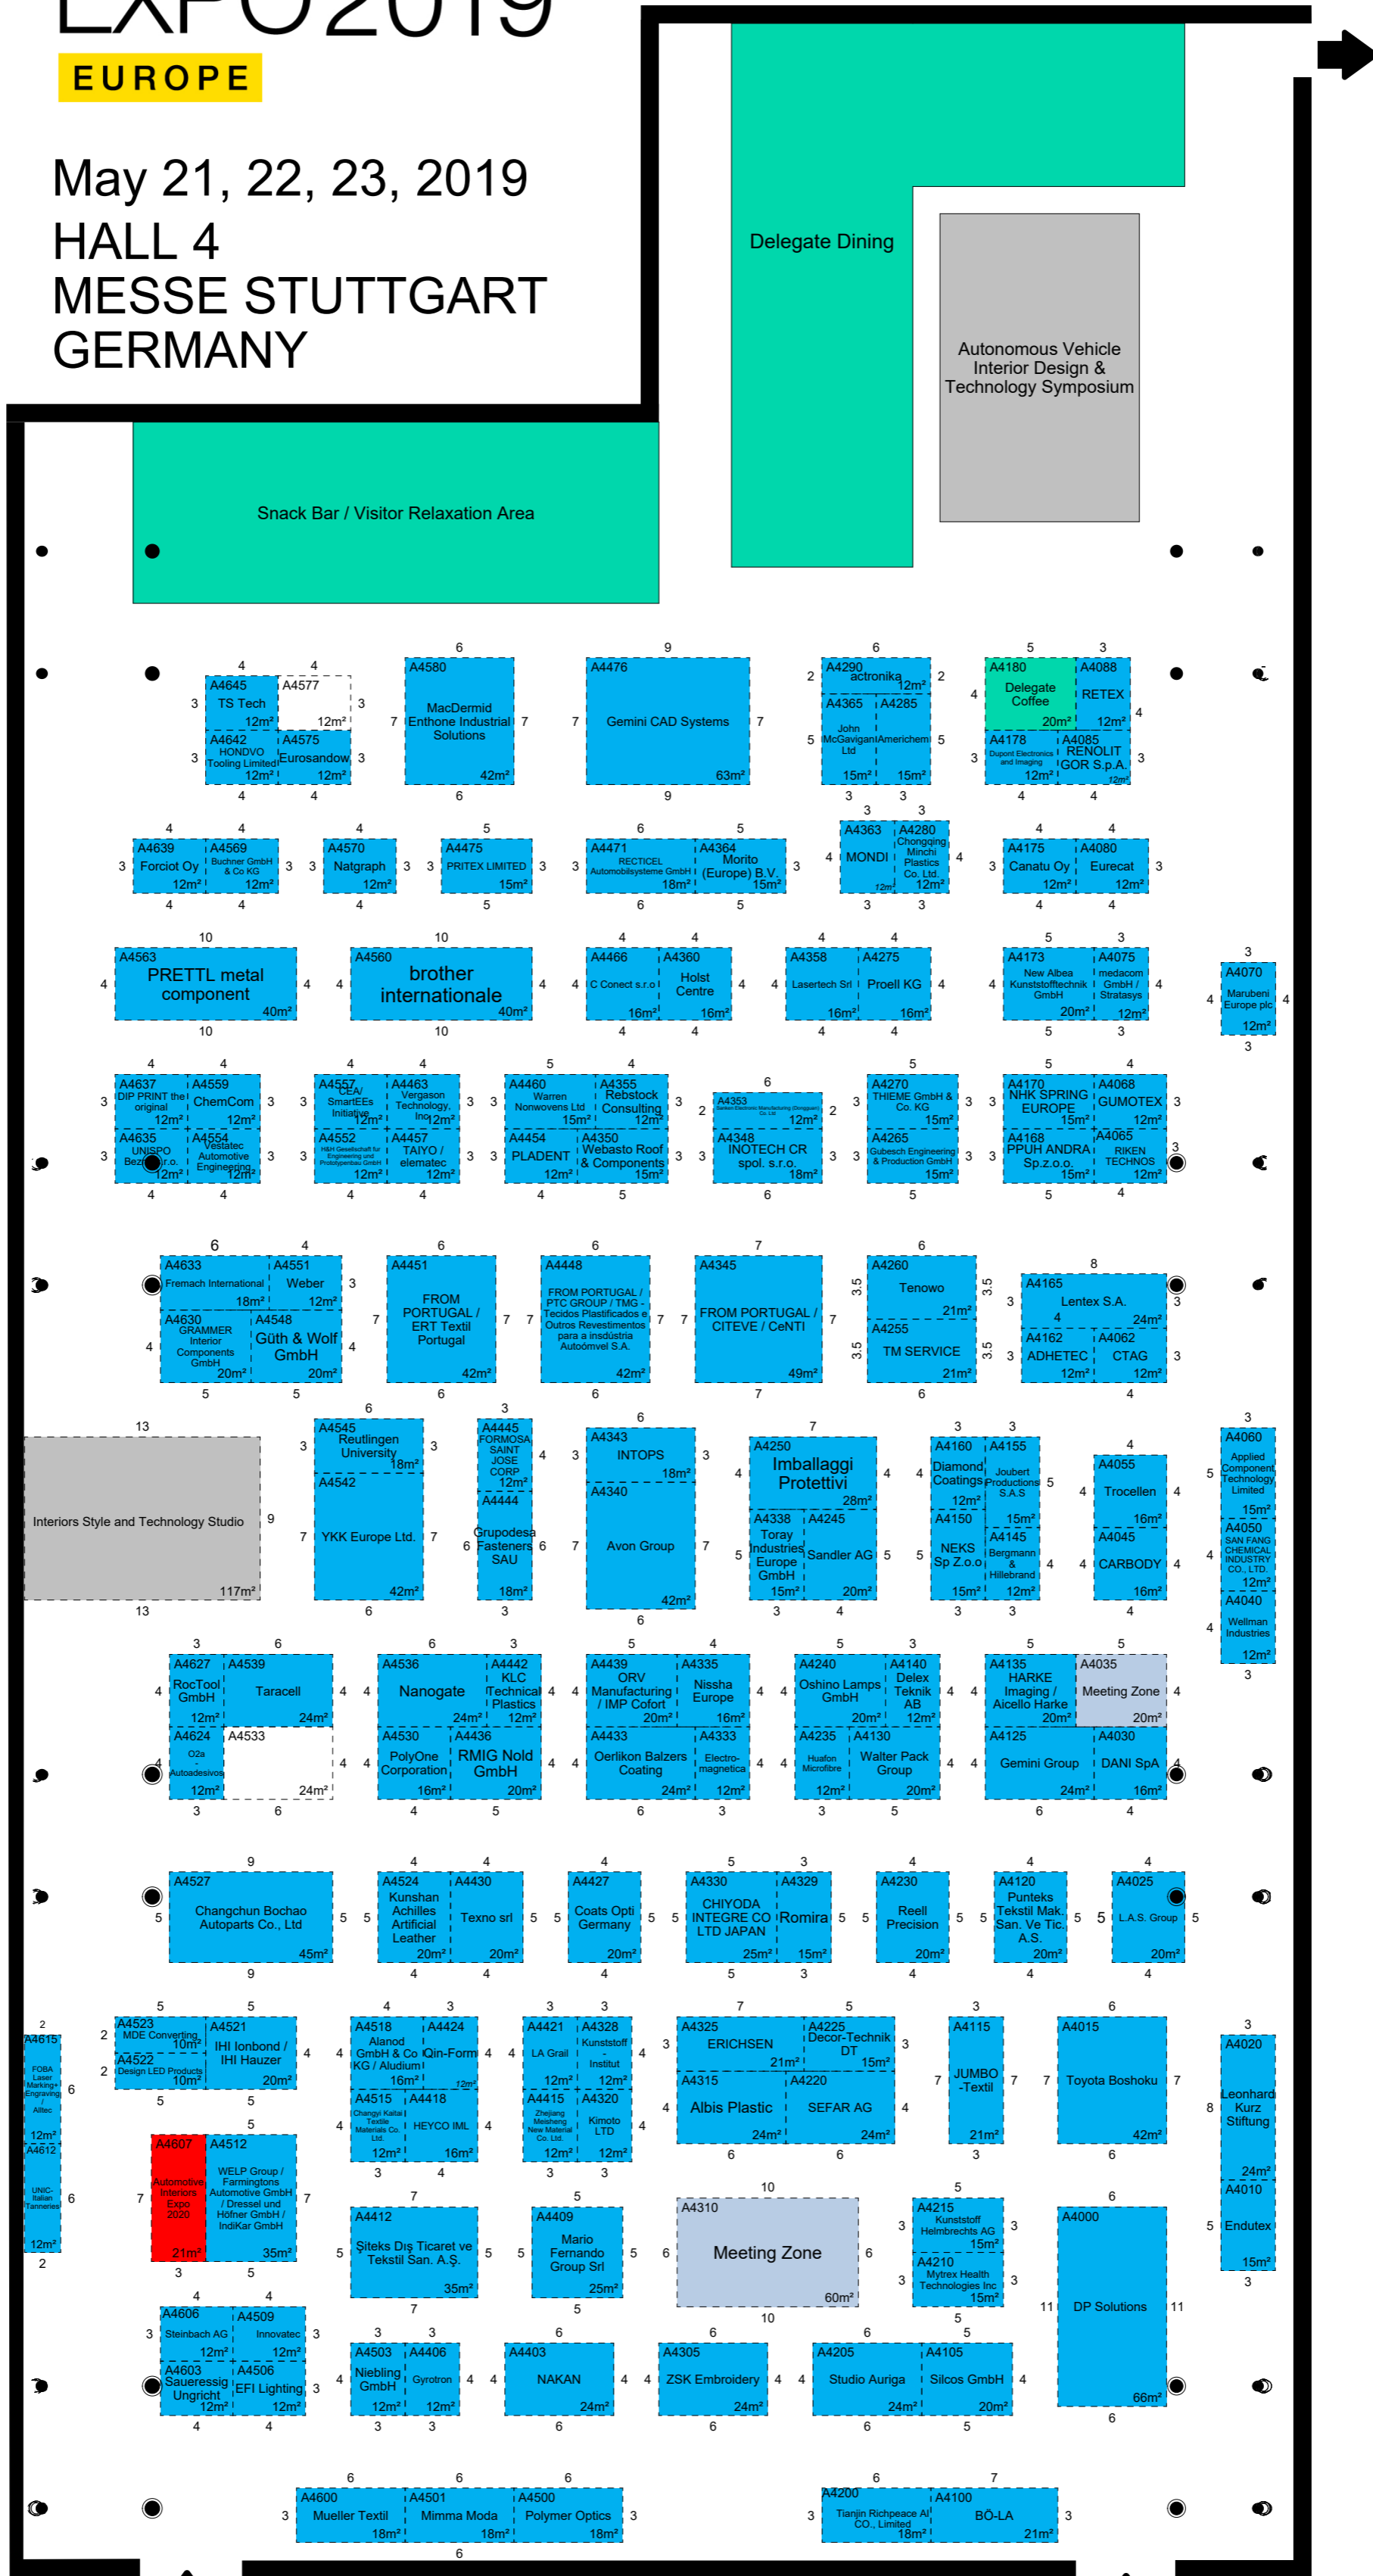 EXPO2019
EUROPE
May 21, 22, 23, 2019
HALL 4
MESSE STUTTGART
GERMANY
Delegate Dining
Autonomous Vehicle
Interior Design &
Technology Symposium
Snack Bar / Visitor Relaxation Area
A4645
TS Tech
12m²
A4577
12m²
A4642
HONDVO
Tooling Limited
12m²
A4575
Eurosandow
12m²
A4580
MacDermid
Enthone Industrial
Solutions
42m²
A4476
Gemini CAD Systems
63m²
A4290
actronika
12m²
A4365
John
McGavigan
Ltd
15m²
A4285
Americhem
15m²
A4180
Delegate
Coffee
20m²
A4088
RETEX
12m²
A4178
Dupont Electronics
and Imaging
12m²
A4085
RENOLIT
GOR S.p.A.
12m²
A4639
Forciot Oy
12m²
A4569
Buchner GmbH
& Co KG
12m²
A4570
Natgraph
12m²
A4475
PRITEX LIMITED
15m²
A4471
RECTICEL
Automobilsysteme GmbH
18m²
A4364
Morito
(Europe) B.V.
15m²
A4363
MONDI
12m²
A4280
Chongqing
Minchi
Plastics
Co. Ltd.
12m²
A4175
Canatu Oy
12m²
A4080
Eurecat
12m²
A4563
PRETTL metal
component
40m²
A4560
brother
internationale
40m²
A4466
C Conect s.r.o
16m²
A4360
Holst
Centre
16m²
A4358
Lasertech Srl
16m²
A4275
Proell KG
16m²
A4173
New Albea
Kunststofftechnik
GmbH
20m²
A4075
medacom
GmbH /
Stratasys
12m²
A4070
Marubeni
Europe plc
12m²
A4637
DIP PRINT the
original
12m²
A4559
ChemCom
12m²
A4635
UNISPO
12m²
A4554
Vestatec
Automotive
Engineering
12m²
A4557
CEA/
SmartEEs
Initiative
12m²
A4463
Vergason
Technology,
Inc
12m²
A4552
H&H Gesellschaft für
Engineering und
Prototypenbau GmbH
12m²
A4457
TAIYO /
elematec
12m²
A4460
Warren
Nonwovens Ltd
15m²
A4355
Rebstock
Consulting
12m²
A4454
PLADENT
12m²
A4350
Webasto Roof
& Components
15m²
A4353
12m²
A4348
INOTECH CR
spol. s.r.o.
18m²
A4270
THIEME GmbH &
Co. KG
15m²
A4265
Gubesch Engineering
& Production GmbH
15m²
A4170
NHK SPRING
EUROPE
15m²
A4068
GUMOTEX
12m²
A4168
PPUH ANDRA
Sp.z.o.o.
15m²
A4065
RIKEN
TECHNOS
12m²
A4633
Fremach International
18m²
A4551
Weber
12m²
A4630
GRAMMER
Interior
Components
GmbH
20m²
A4548
Güth & Wolf
GmbH
20m²
A4451
FROM
PORTUGAL /
ERT Textil
Portugal
42m²
A4448
FROM PORTUGAL /
PTC GROUP / TMG -
Tecidos Plastificados e
Outros Revestimentos
para a insdústria
Autoómvel S.A.
42m²
A4345
FROM PORTUGAL /
CITEVE / CeNTI
49m²
A4260
Tenowo
21m²
A4255
TM SERVICE
21m²
A4165
Lentex S.A.
24m²
A4162
ADHETEC
12m²
A4062
CTAG
12m²
Interiors Style and Technology Studio
117m²
A4545
Reutlingen
University
18m²
A4542
YKK Europe Ltd.
42m²
A4445
FORMOSA
SAINT
JOSE
CORP
12m²
A4444
Grupodesa
Fasteners
SAU
18m²
A4343
INTOPS
18m²
A4340
Avon Group
42m²
A4250
Imballaggi
Protettivi
28m²
A4338
Toray
Industries
Europe
GmbH
15m²
A4245
Sandler AG
20m²
A4160
Diamond
Coatings
12m²
A4155
Joubert
Productions
S.A.S
15m²
A4150
NEKS
Sp Z.o.o
15m²
A4145
Bergmann
&
Hillebrand
12m²
A4055
Trocellen
16m²
A4045
CARBODY
16m²
A4060
Applied
Component
Technology
Limited
15m²
A4050
SAN FANG
CHEMICAL
INDUSTRY
CO., LTD.
12m²
A4040
Wellman
Industries
12m²
A4627
RocTool
GmbH
12m²
A4539
Taracell
24m²
A4624
O2a
-
Autoadesivos
12m²
A4533
24m²
A4536
Nanogate
24m²
A4442
KLC
Technical
Plastics
12m²
A4530
PolyOne
Corporation
16m²
A4436
RMIG Nold
GmbH
20m²
A4439
ORV
Manufacturing
/ IMP Cofort
20m²
A4335
Nissha
Europe
16m²
A4433
Oerlikon Balzers
Coating
24m²
A4333
Electro-
magnetica
12m²
A4240
Oshino Lamps
GmbH
20m²
A4140
Delex
Teknik
AB
12m²
A4235
Huafon
Microfibre
12m²
A4130
Walter Pack
Group
20m²
A4135
HARKE
Imaging /
Aicello Harke
20m²
A4035
Meeting Zone
20m²
A4125
Gemini Group
24m²
A4030
DANI SpA
16m²
A4527
Changchun Bochao
Autoparts Co., Ltd
45m²
A4524
Kunshan
Achilles
Artificial
Leather
20m²
A4430
Texno srl
20m²
A4427
Coats Opti
Germany
20m²
A4330
CHIYODA
INTEGRE CO
LTD JAPAN
25m²
A4329
Romira
15m²
A4230
Reell
Precision
20m²
A4120
Punteks
Tekstil Mak.
San. Ve Tic.
A.S.
20m²
A4025
L.A.S. Group
20m²
A4615
FOBA
Laser
Marking+
Engraving
/
Alltec
12m²
A4612
UNIC-
Italian
Tanneries
12m²
A4523
MDE Converting
10m²
A4522
Design LED Products
10m²
A4521
IHI Ionbond /
IHI Hauzer
20m²
A4607
Automotive
Interiors
Expo
2020
21m²
A4512
WELP Group /
Farmingtons
Automotive GmbH
/ Dressel und
Höfner GmbH /
IndiKar GmbH
35m²
A4518
Alanod
GmbH & Co
KG / Aludium
16m²
A4424
Qin-Form
12m²
A4515
Changyi Kaitai
Textile
Materials Co.
Ltd.
12m²
A4418
HEYCO IML
16m²
A4421
LA Grail
12m²
A4328
Kunststoff
-
Institut
12m²
A4415
Zhejiang
Meisheng
New Material
Co. Ltd.
12m²
A4320
Kimoto
LTD
12m²
A4325
ERICHSEN
21m²
A4225
Decor-Technik
DT
15m²
A4315
Albis Plastic
24m²
A4220
SEFAR AG
24m²
A4115
JUMBO
-Textil
21m²
A4015
Toyota Boshoku
42m²
A4020
Leonhard
Kurz
Stiftung
24m²
A4010
Endutex
15m²
A4412
Şiteks Dış Ticaret ve
Tekstil San. A.Ş.
35m²
A4409
Mario
Fernando
Group Srl
25m²
A4310
Meeting Zone
60m²
A4215
Kunststoff
Helmbrechts AG
15m²
A4210
Mytrex Health
Technologies Inc
15m²
A4000
DP Solutions
66m²
A4606
Steinbach AG
12m²
A4509
Innovatec
12m²
A4603
Saueressig
Ungricht
12m²
A4506
EFI Lighting
12m²
A4503
Niebling
GmbH
12m²
A4406
Gyrotron
12m²
A4403
NAKAN
24m²
A4305
ZSK Embroidery
24m²
A4205
Studio Auriga
24m²
A4105
Silcos GmbH
20m²
A4600
Mueller Textil
18m²
A4501
Mimma Moda
18m²
A4500
Polymer Optics
18m²
A4200
Tianjin Richpeace AI
CO., Limited
18m²
A4100
BÖ-LA
21m²